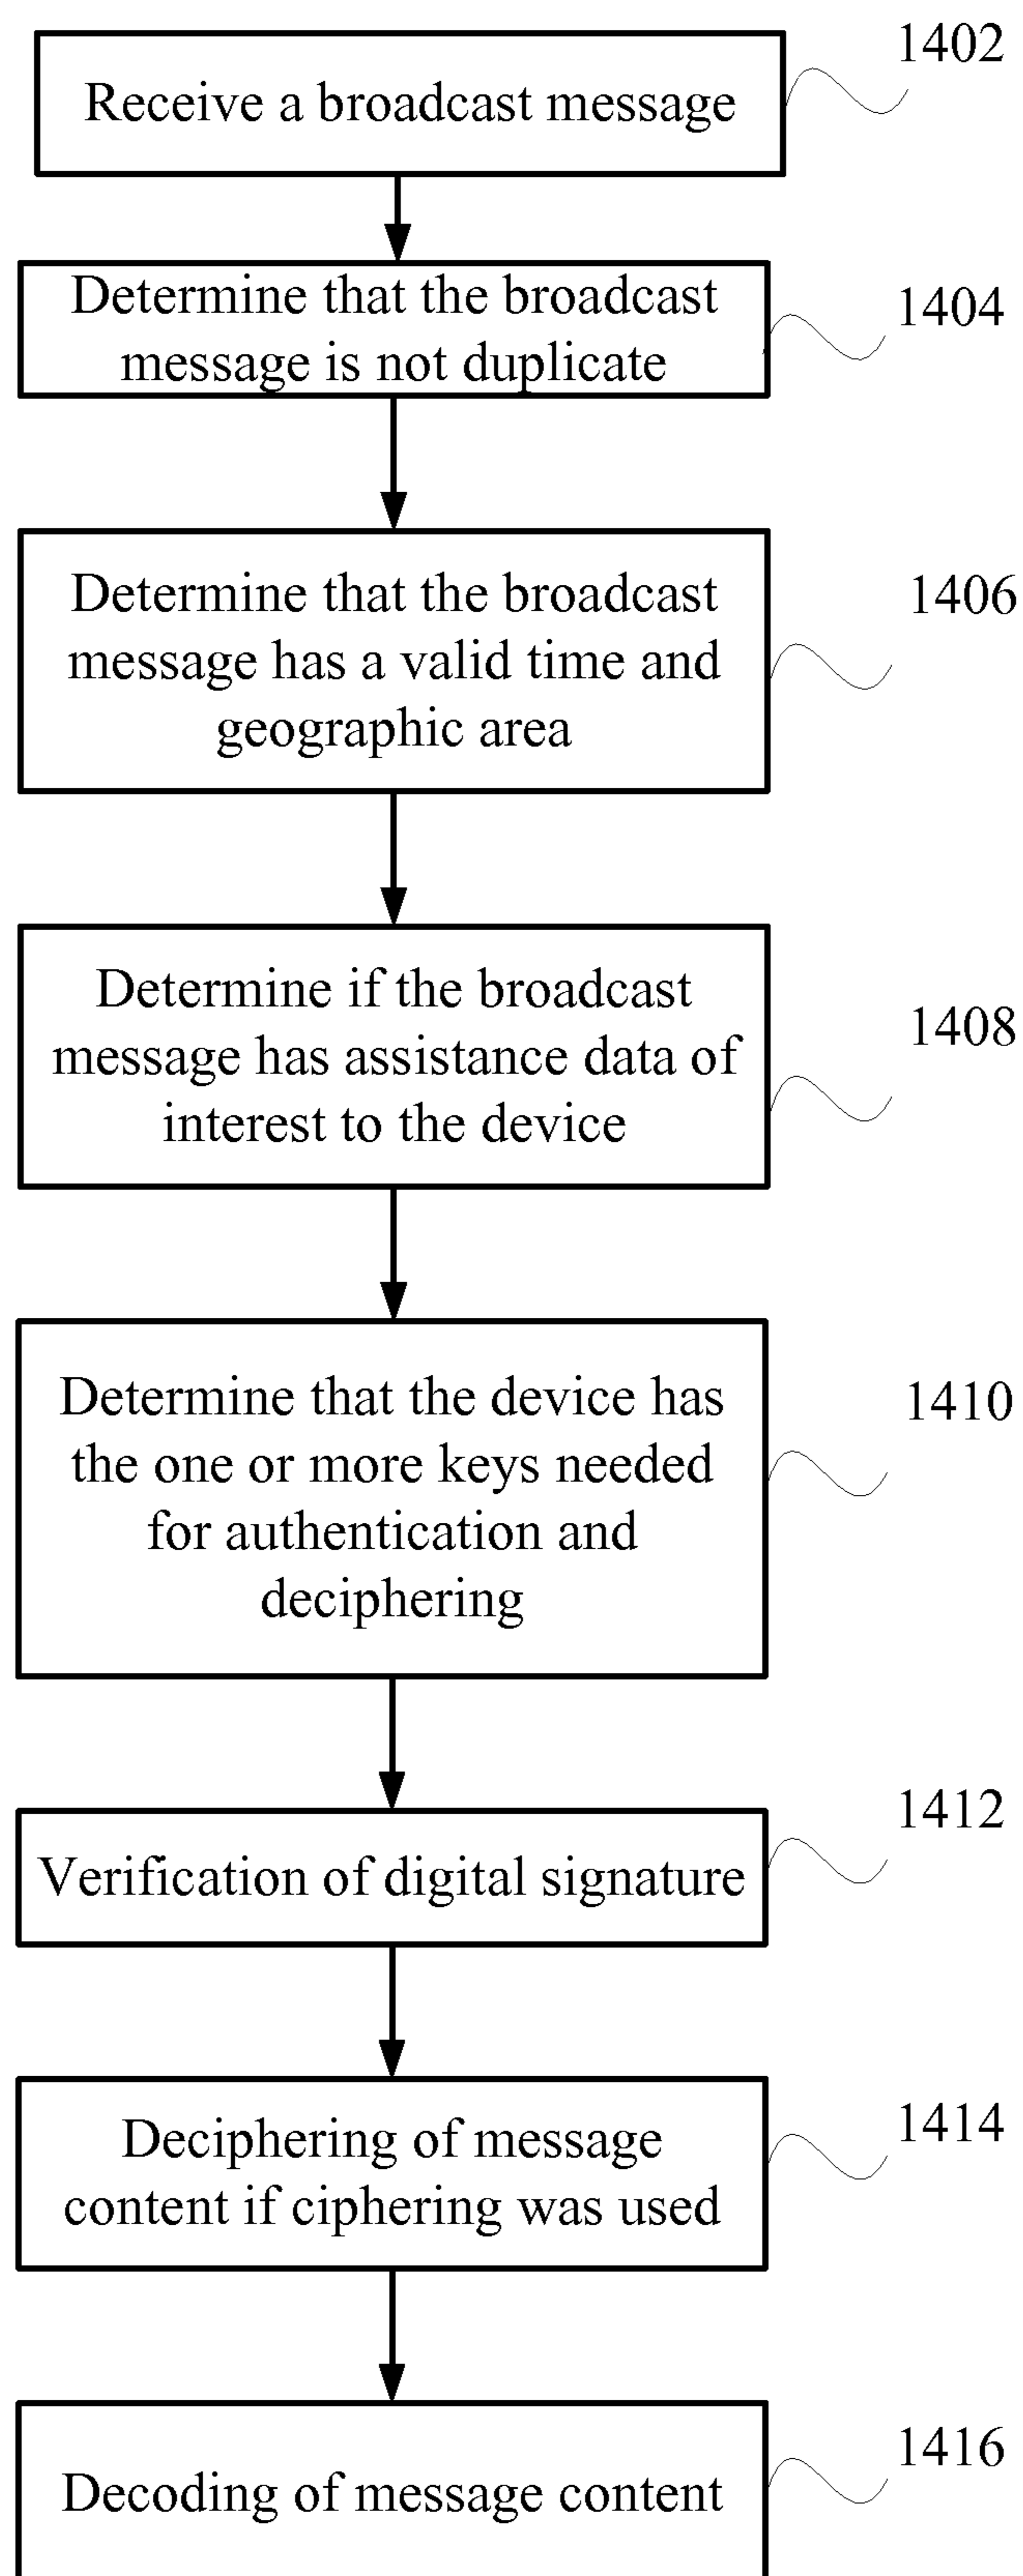 1402
Receive a broadcast message
Determine that the broadcast
message is not duplicate
1404
Determine that the broadcast
message has a valid time and
geographic area
1406
Determine if the broadcast
message has assistance data of
interest to the device
1408
Determine that the device has
the one or more keys needed
for authentication and
deciphering
1410
Verification of digital signature
1412
Deciphering of message
content if ciphering was used
1414
Decoding of message content
1416